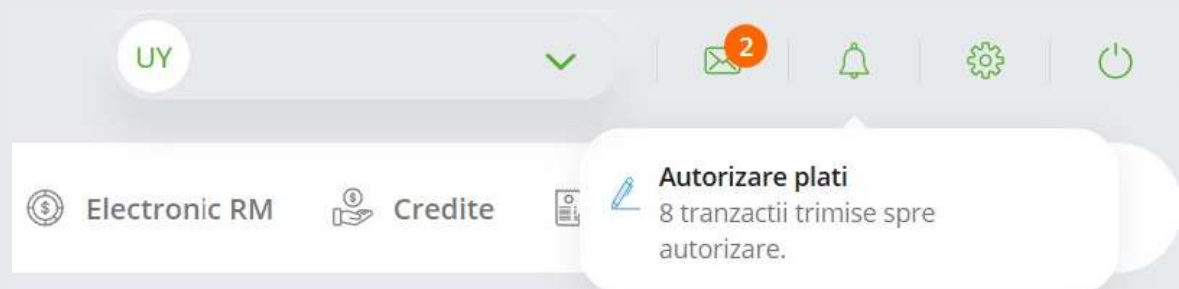 UY
2
Electronic RM
Credite
Autorizare plati
8 tranzactii trimise spre
autorizare.